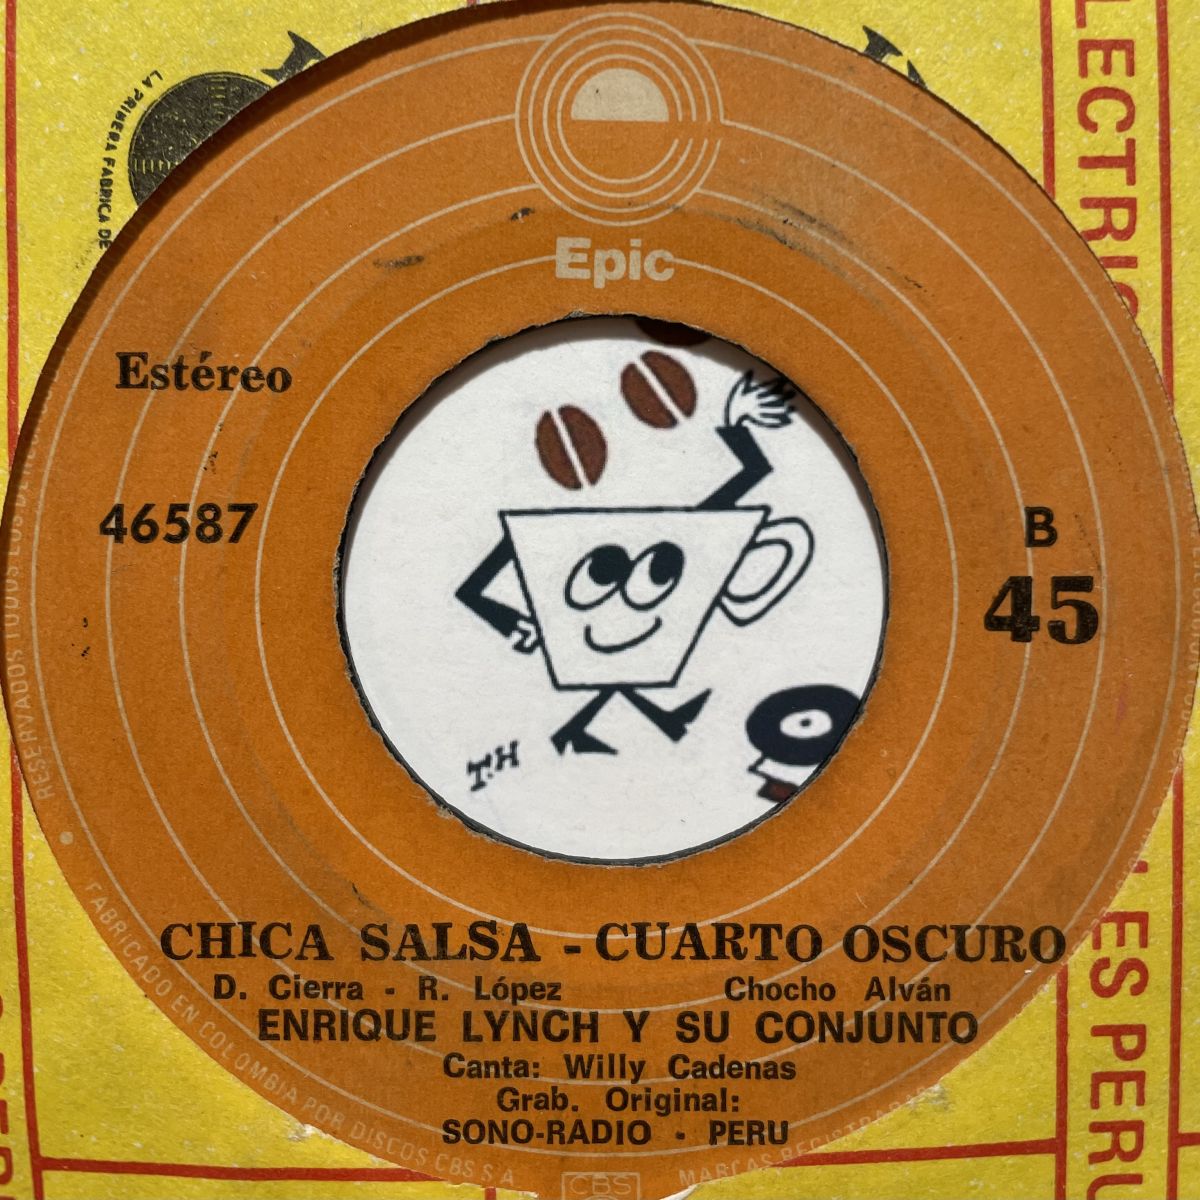 Epic
Estéreo
46587
B
45
CHICA SALSA - CUARTO OSCURO
D. Cierra - R. López Chocho Alván
ENRIQUE LYNCH Y SU CONJUNTO
Canta: Willy Cadenas
Grab. Original:
SONO-RADIO - PERU
T.H
RESERVADOS TODOS LOS
FABRICADO EN COLOMBIA POR DISCOS CBS S.A.
CBS
MARCAS REGISTRADAS
LA PRIMERA FABRICA DE
LECTRIC
ES PERU